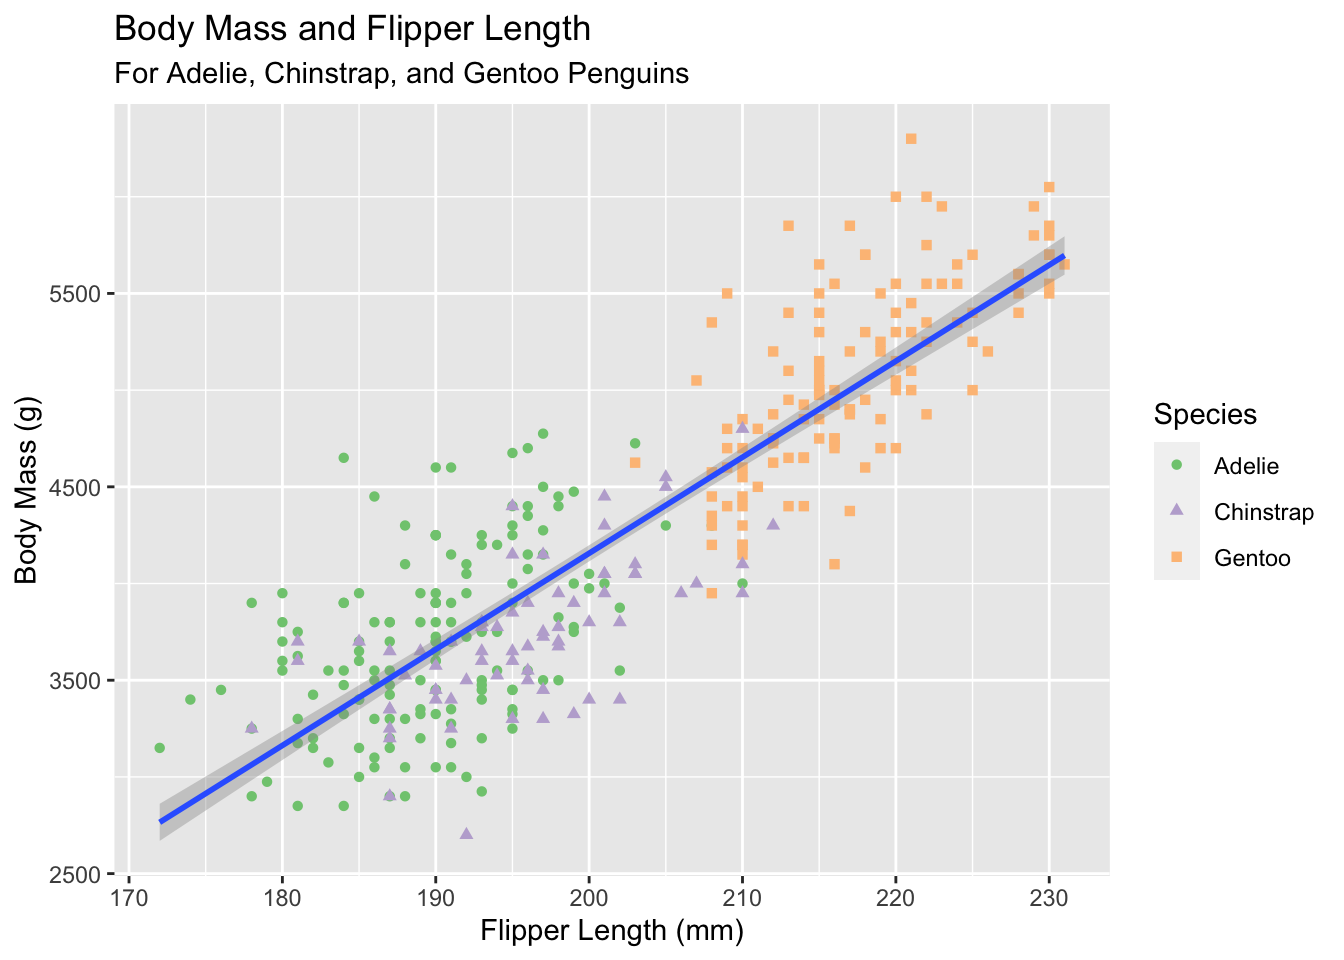 Body Mass and Flipper Length
For Adelie, Chinstrap, and Gentoo Penguins
Body Mass (g)
5500
4500
3500
2500
170 180 190 200 210 220 230
Flipper Length (mm)
Species
Adelie
Chinstrap
Gentoo